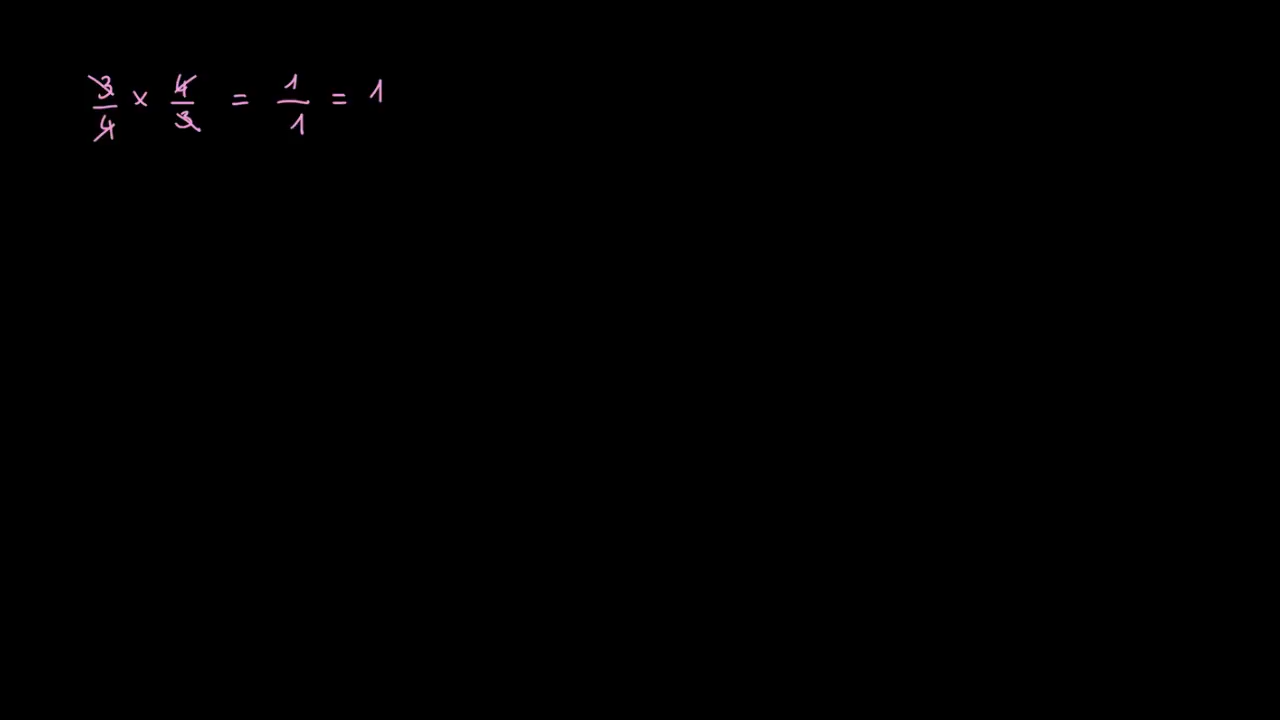 3/4 × 4/3 = 1/1 = 1